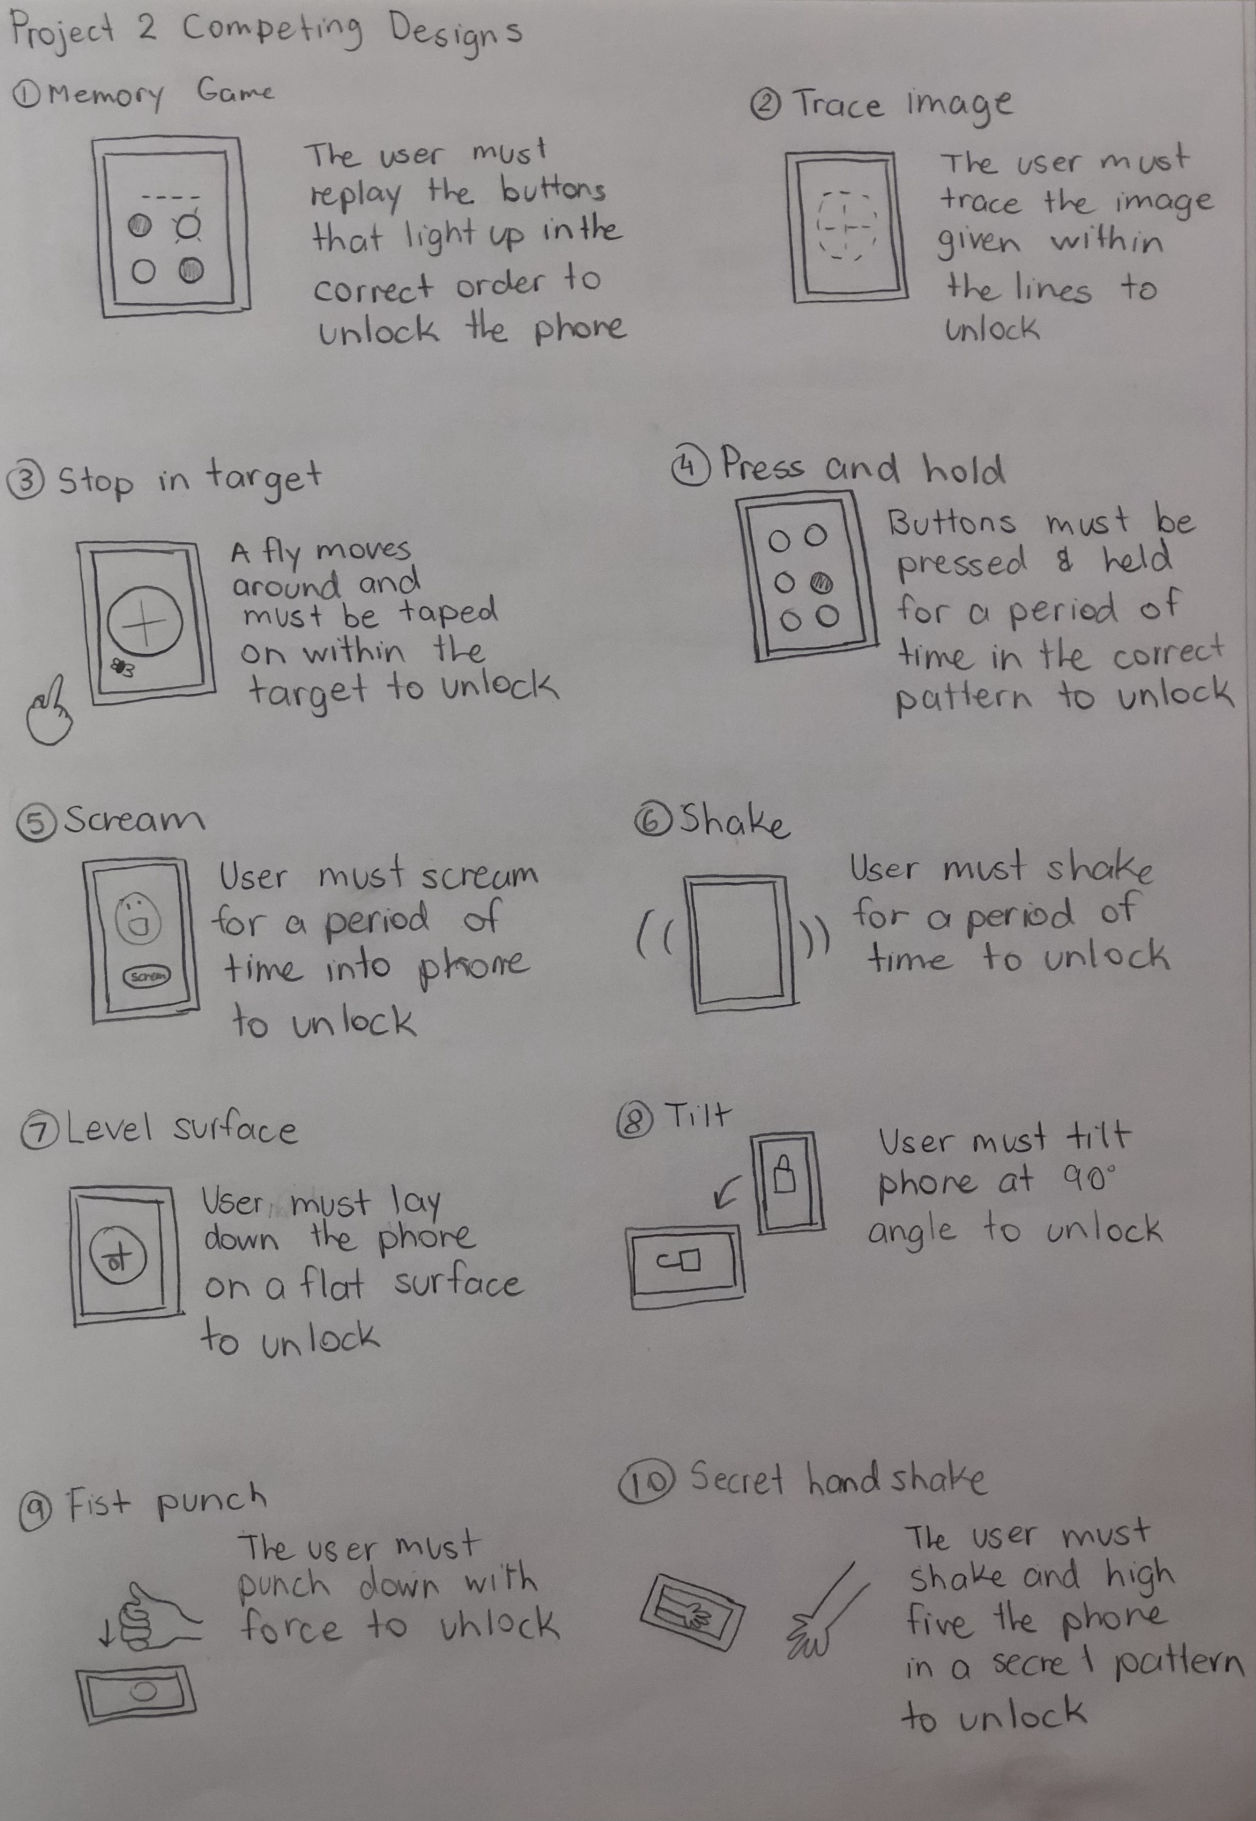 Project 2 Competing Designs
① Memory Game
The user must
replay the buttons
that light up in the
correct order to
unlock the phone
② Trace image
The user must
trace the image
given within
the lines to
unlock
③ Stop in target
A fly moves
around and
must be taped
on within the
target to unlock
④ Press and hold
Buttons must be
pressed & held
for a period of
time in the correct
pattern to unlock
⑤ Scream
Scream
User must scream
for a period of
time into phone
to unlock
⑥ Shake
User must shake
for a period of
time to unlock
⑦ Level surface
User must lay
down the phone
on a flat surface
to unlock
⑧ Tilt
User must tilt
phone at 90°
angle to unlock
⑨ Fist punch
The user must
punch down with
force to unlock
⑩ Secret hand shake
The user must
shake and high
five the phone
in a secret pattern
to unlock